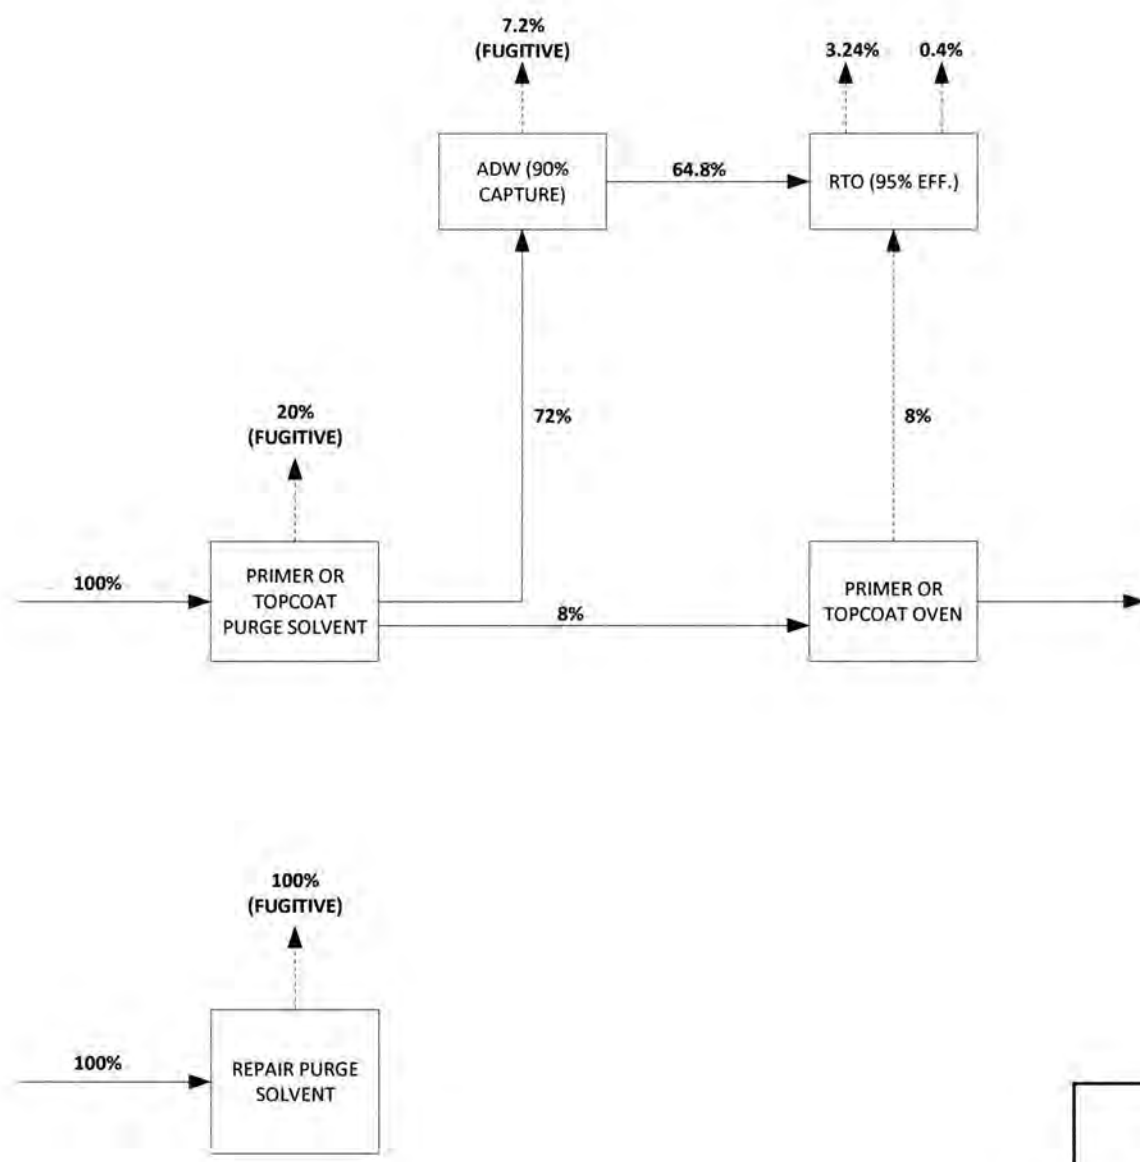 7.2%
(FUGITIVE)
3.24%
0.4%
ADW (90%
CAPTURE)
64.8%
RTO (95% EFF.)
20%
(FUGITIVE)
72%
8%
100%
PRIMER OR
TOPCOAT
PURGE SOLVENT
8%
PRIMER OR
TOPCOAT OVEN
100%
(FUGITIVE)
100%
REPAIR PURGE
SOLVENT